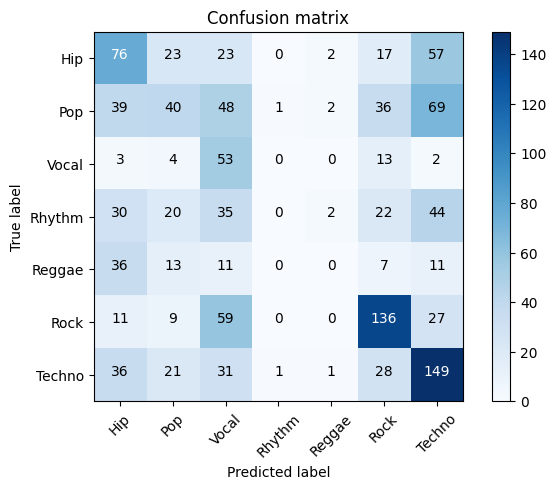 Confusion matrix
True label
Hip 76 23 23 0 2 17 57
Pop 39 40 48 1 2 36 69
Vocal 3 4 53 0 0 13 2
Rhythm 30 20 35 0 2 22 44
Reggae 36 13 11 0 0 7 11
Rock 11 9 59 0 0 136 27
Techno 36 21 31 1 1 28 149
Hip Pop Vocal Rhythm Reggae Rock Techno
Predicted label
140
120
100
80
60
40
20
0